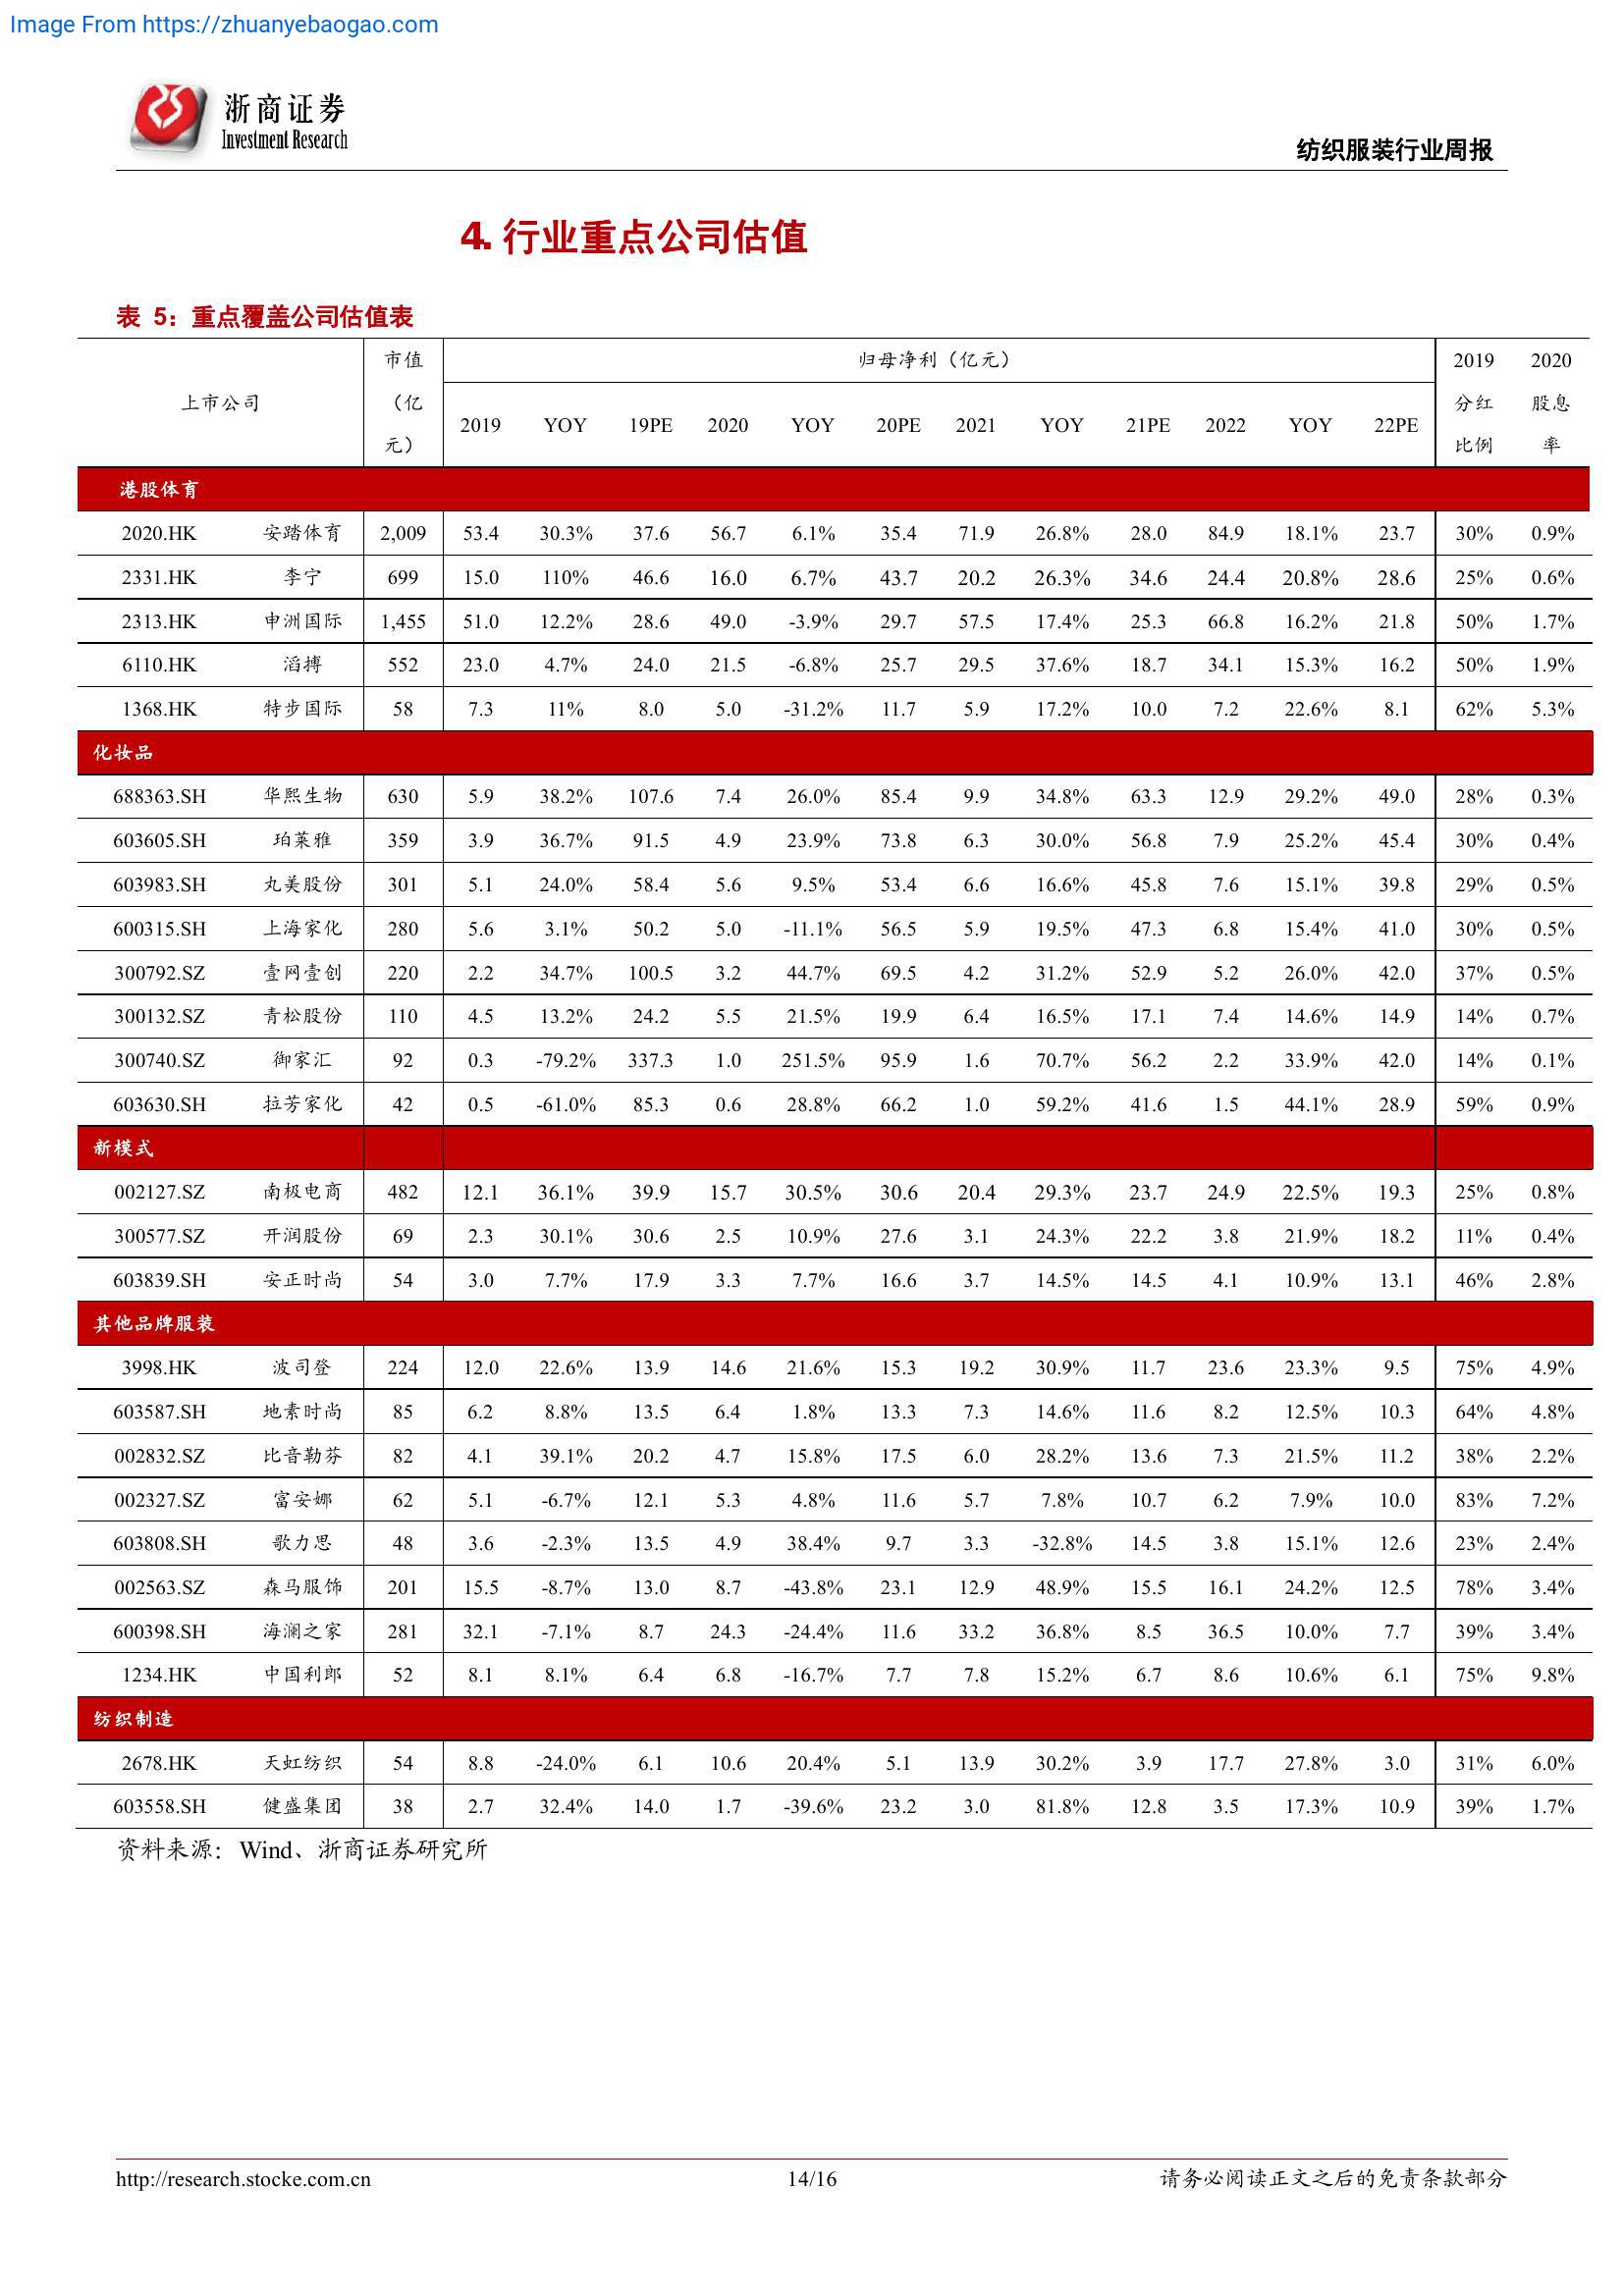 Image From https://zhuanyebaogao.com
浙商证券
Investment Research
纺织服装行业周报
4. 行业重点公司估值
表 5：重点覆盖公司估值表
上市公司 市值（亿元） 归母净利（亿元） 2019分红比例 2020股息率
2019 YOY 19PE 2020 YOY 20PE 2021 YOY 21PE 2022 YOY 22PE
港股体育
2020.HK 安踏体育 2,009 53.4 30.3% 37.6 56.7 6.1% 35.4 71.9 26.8% 28.0 84.9 18.1% 23.7 30% 0.9%
2331.HK 李宁 699 15.0 110% 46.6 16.0 6.7% 43.7 20.2 26.3% 34.6 24.4 20.8% 28.6 25% 0.6%
2313.HK 申洲国际 1,455 51.0 12.2% 28.6 49.0 -3.9% 29.7 57.5 17.4% 25.3 66.8 16.2% 21.8 50% 1.7%
6110.HK 滔搏 552 23.0 4.7% 24.0 21.5 -6.8% 25.7 29.5 37.6% 18.7 34.1 15.3% 16.2 50% 1.9%
1368.HK 特步国际 58 7.3 11% 8.0 5.0 -31.2% 11.7 5.9 17.2% 10.0 7.2 22.6% 8.1 62% 5.3%
化妆品
688363.SH 华熙生物 630 5.9 38.2% 107.6 7.4 26.0% 85.4 9.9 34.8% 63.3 12.9 29.2% 49.0 28% 0.3%
603605.SH 珀莱雅 359 3.9 36.7% 91.5 4.9 23.9% 73.8 6.3 30.0% 56.8 7.9 25.2% 45.4 30% 0.4%
603983.SH 丸美股份 301 5.1 24.0% 58.4 5.6 9.5% 53.4 6.6 16.6% 45.8 7.6 15.1% 39.8 29% 0.5%
600315.SH 上海家化 280 5.6 3.1% 50.2 5.0 -11.1% 56.5 5.9 19.5% 47.3 6.8 15.4% 41.0 30% 0.5%
300792.SZ 壹网壹创 220 2.2 34.7% 100.5 3.2 44.7% 69.5 4.2 31.2% 52.9 5.2 26.0% 42.0 37% 0.5%
300132.SZ 青松股份 110 4.5 13.2% 24.2 5.5 21.5% 19.9 6.4 16.5% 17.1 7.4 14.6% 14.9 14% 0.7%
300740.SZ 御家汇 92 0.3 -79.2% 337.3 1.0 251.5% 95.9 1.6 70.7% 56.2 2.2 33.9% 42.0 14% 0.1%
603630.SH 拉芳家化 42 0.5 -61.0% 85.3 0.6 28.8% 66.2 1.0 59.2% 41.6 1.5 44.1% 28.9 59% 0.9%
新模式
002127.SZ 南极电商 482 12.1 36.1% 39.9 15.7 30.5% 30.6 20.4 29.3% 23.7 24.9 22.5% 19.3 25% 0.8%
300577.SZ 开润股份 69 2.3 30.1% 30.6 2.5 10.9% 27.6 3.1 24.3% 22.2 3.8 21.9% 18.2 11% 0.4%
603839.SH 安正时尚 54 3.0 7.7% 17.9 3.3 7.7% 16.6 3.7 14.5% 14.5 4.1 10.9% 13.1 46% 2.8%
其他品牌服装
3998.HK 波司登 224 12.0 22.6% 13.9 14.6 21.6% 15.3 19.2 30.9% 11.7 23.6 23.3% 9.5 75% 4.9%
603587.SH 地素时尚 85 6.2 8.8% 13.5 6.4 1.8% 13.3 7.3 14.6% 11.6 8.2 12.5% 10.3 64% 4.8%
002832.SZ 比音勒芬 82 4.1 39.1% 20.2 4.7 15.8% 17.5 6.0 28.2% 13.6 7.3 21.5% 11.2 38% 2.2%
002327.SZ 富安娜 62 5.1 -6.7% 12.1 5.3 4.8% 11.6 5.7 7.8% 10.7 6.2 7.9% 10.0 83% 7.2%
603808.SH 歌力思 48 3.6 -2.3% 13.5 4.9 38.4% 9.7 3.3 -32.8% 14.5 3.8 15.1% 12.6 23% 2.4%
002563.SZ 森马服饰 201 15.5 -8.7% 13.0 8.7 -43.8% 23.1 12.9 48.9% 15.5 16.1 24.2% 12.5 78% 3.4%
600398.SH 海澜之家 281 32.1 -7.1% 8.7 24.3 -24.4% 11.6 33.2 36.8% 8.5 36.5 10.0% 7.7 39% 3.4%
1234.HK 中国利郎 52 8.1 8.1% 6.4 6.8 -16.7% 7.7 7.8 15.2% 6.7 8.6 10.6% 6.1 75% 9.8%
纺织制造
2678.HK 天虹纺织 54 8.8 -24.0% 6.1 10.6 20.4% 5.1 13.9 30.2% 3.9 17.7 27.8% 3.0 31% 6.0%
603558.SH 健盛集团 38 2.7 32.4% 14.0 1.7 -39.6% 23.2 3.0 81.8% 12.8 3.5 17.3% 10.9 39% 1.7%
资料来源：Wind、浙商证券研究所
http://research.stocke.com.cn 14/16 请务必阅读正文之后的免责条款部分